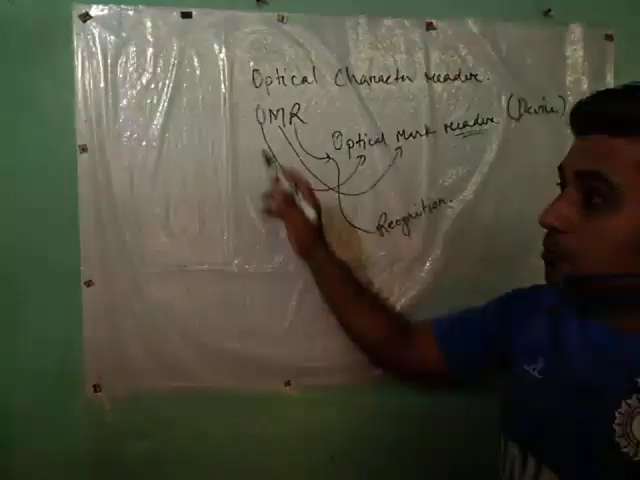 Optical Character reader.
OMR
Optical Mark reader (Device)
Recognition.